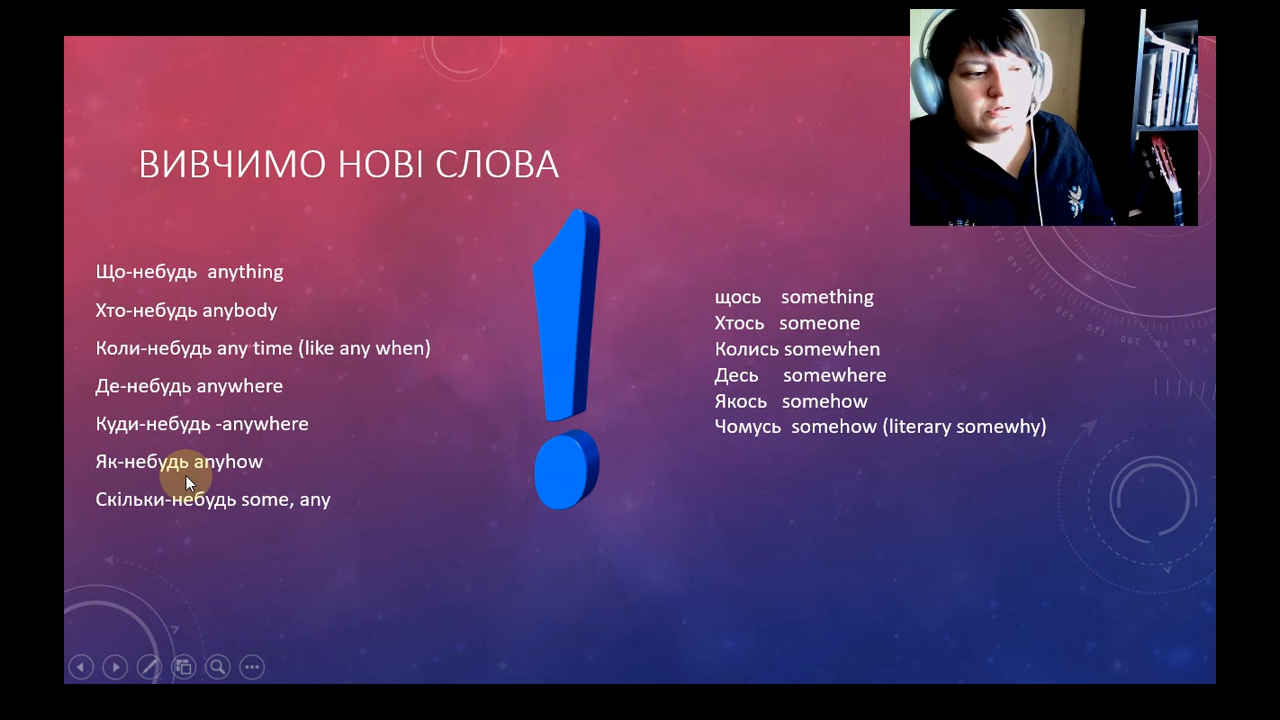 ВИВЧИМО НОВІ СЛОВА
Що-небудь anything
Хто-небудь anybody
Коли-небудь any time (like any when)
Де-небудь anywhere
Куди-небудь -anywhere
Як-небудь anyhow
Скільки-небудь some, any
щось something
Хтось someone
Колись somewhen
Десь somewhere
Якось somehow
Чомусь somehow (literary somewhy)